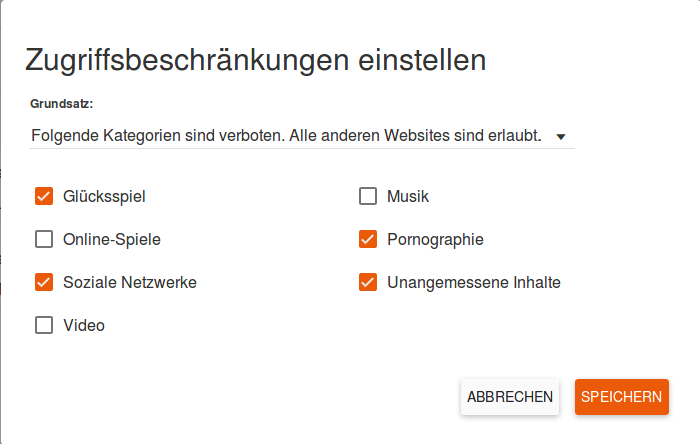 Zugriffsbeschränkungen einstellen
Grundsatz:
Folgende Kategorien sind verboten. Alle anderen Websites sind erlaubt.
Glücksspiel
Musik
Online-Spiele
Pornographie
Soziale Netzwerke
Unangemessene Inhalte
Video
ABBRECHEN
SPEICHERN